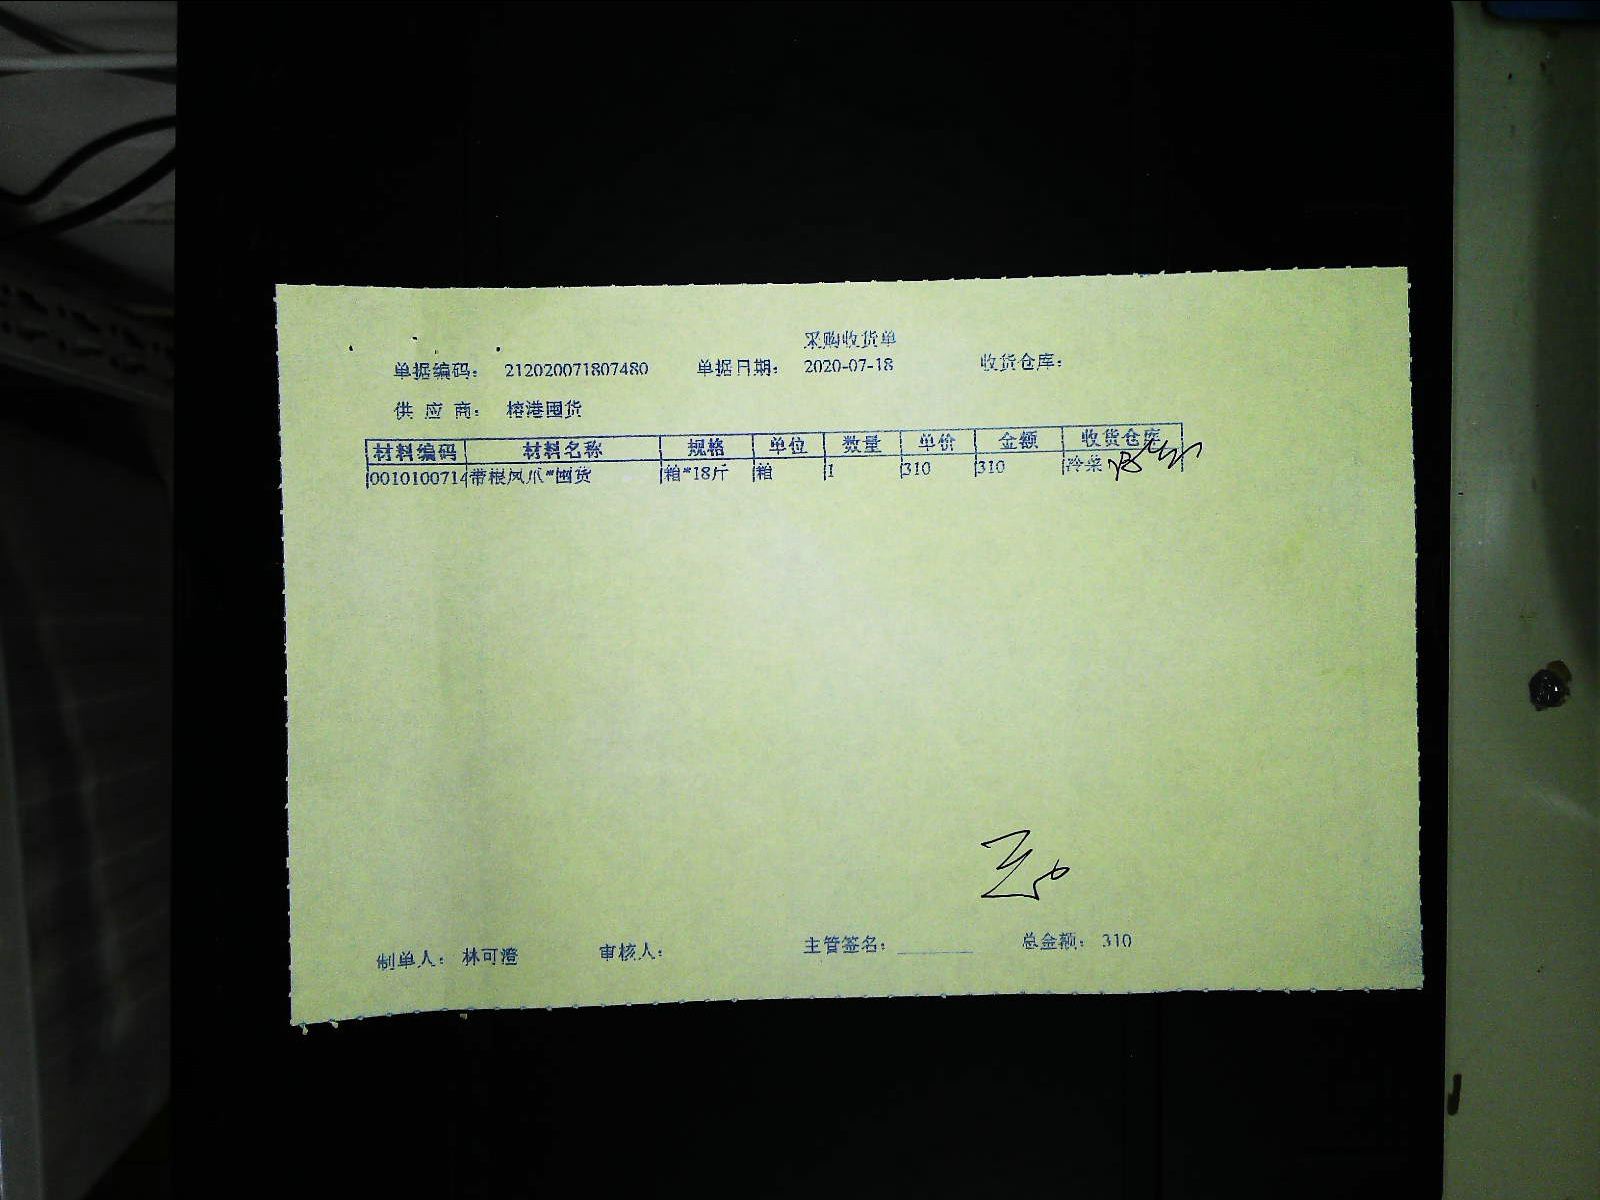 采购收货单
单据编码： 212020071807480 单据日期： 2020-07-18 收货仓库：
供 应 商： 榕港囤货
材料编码 材料名称 规格 单位 数量 单价 金额 收货仓库
0010100714 带根凤爪*囤货 箱*18斤 箱 1 310 310 冷菜
制单人： 林可澄 审核人： 主管签名： 总金额： 310